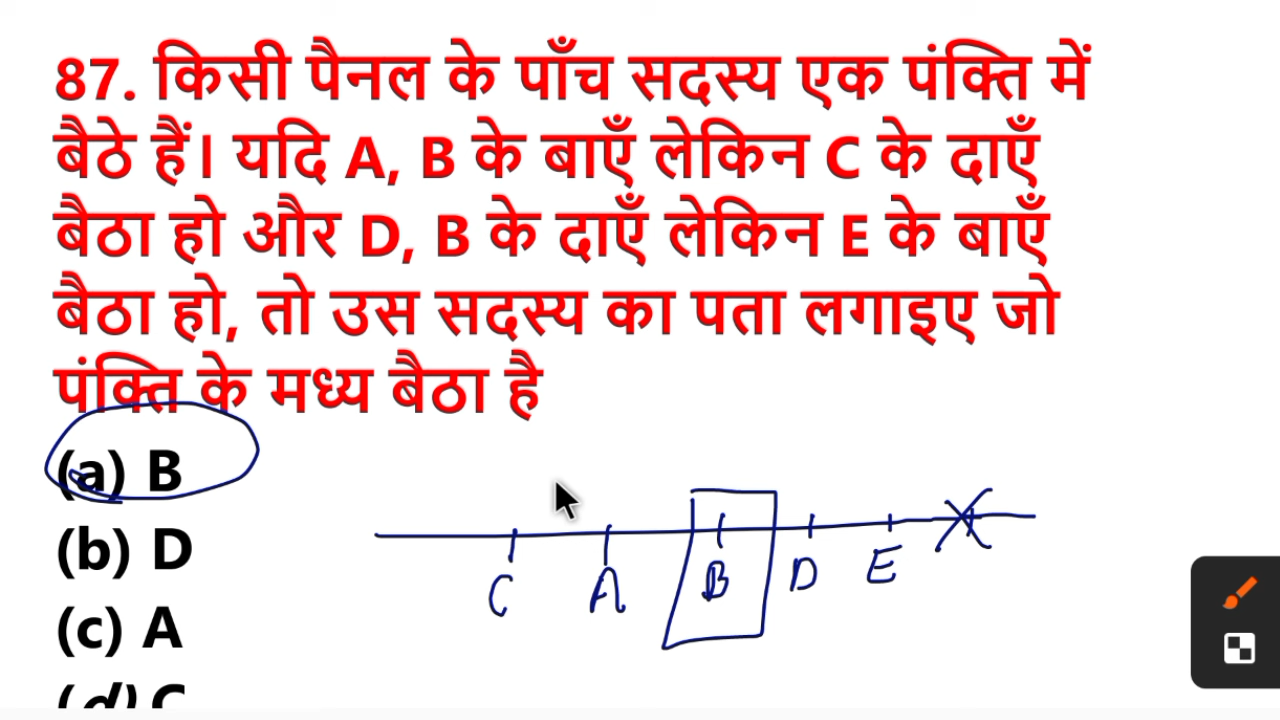 87. किसी पैनल के पाँच सदस्य एक पंक्ति में
बैठे हैं। यदि A, B के बाएँ लेकिन C के दाएँ
बैठा हो और D, B के दाएँ लेकिन E के बाएँ
बैठा हो, तो उस सदस्य का पता लगाइए जो
पंक्ति के मध्य बैठा है
(a) B
(b) D
(c) A
(d) C
C A B D E